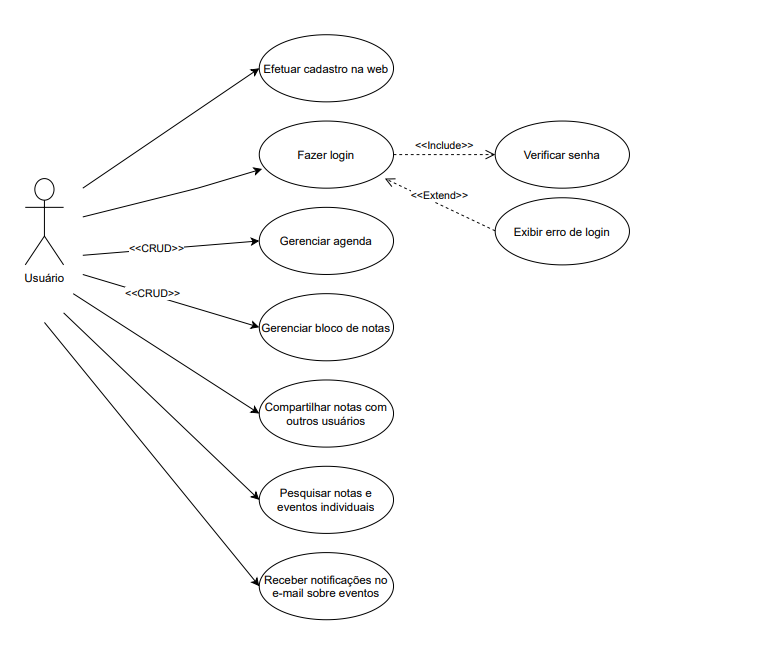 Efetuar cadastro na web
Fazer login
<<Include>>
Verificar senha
<<Extend>>
Exibir erro de login
Usuário
<<CRUD>>
Gerenciar agenda
<<CRUD>>
Gerenciar bloco de notas
Compartilhar notas com
outros usuários
Pesquisar notas e
eventos individuais
Receber notificações no
e-mail sobre eventos